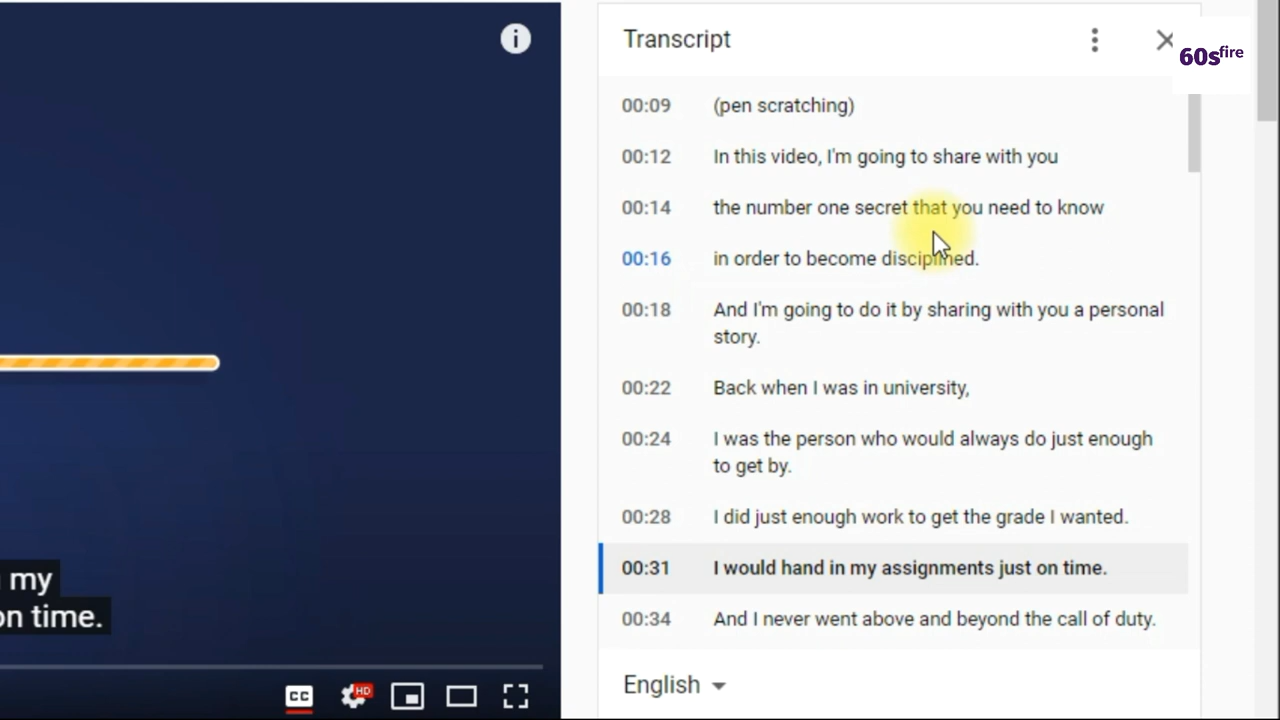 Transcript
60sfire
00:09 (pen scratching)
00:12 In this video, I'm going to share with you
00:14 the number one secret that you need to know
00:16 in order to become disciplined.
00:18 And I'm going to do it by sharing with you a personal
story.
00:22 Back when I was in university,
00:24 I was the person who would always do just enough
to get by.
00:28 I did just enough work to get the grade I wanted.
00:31 I would hand in my assignments just on time.
00:34 And I never went above and beyond the call of duty.
my
on time.
CC HD
English